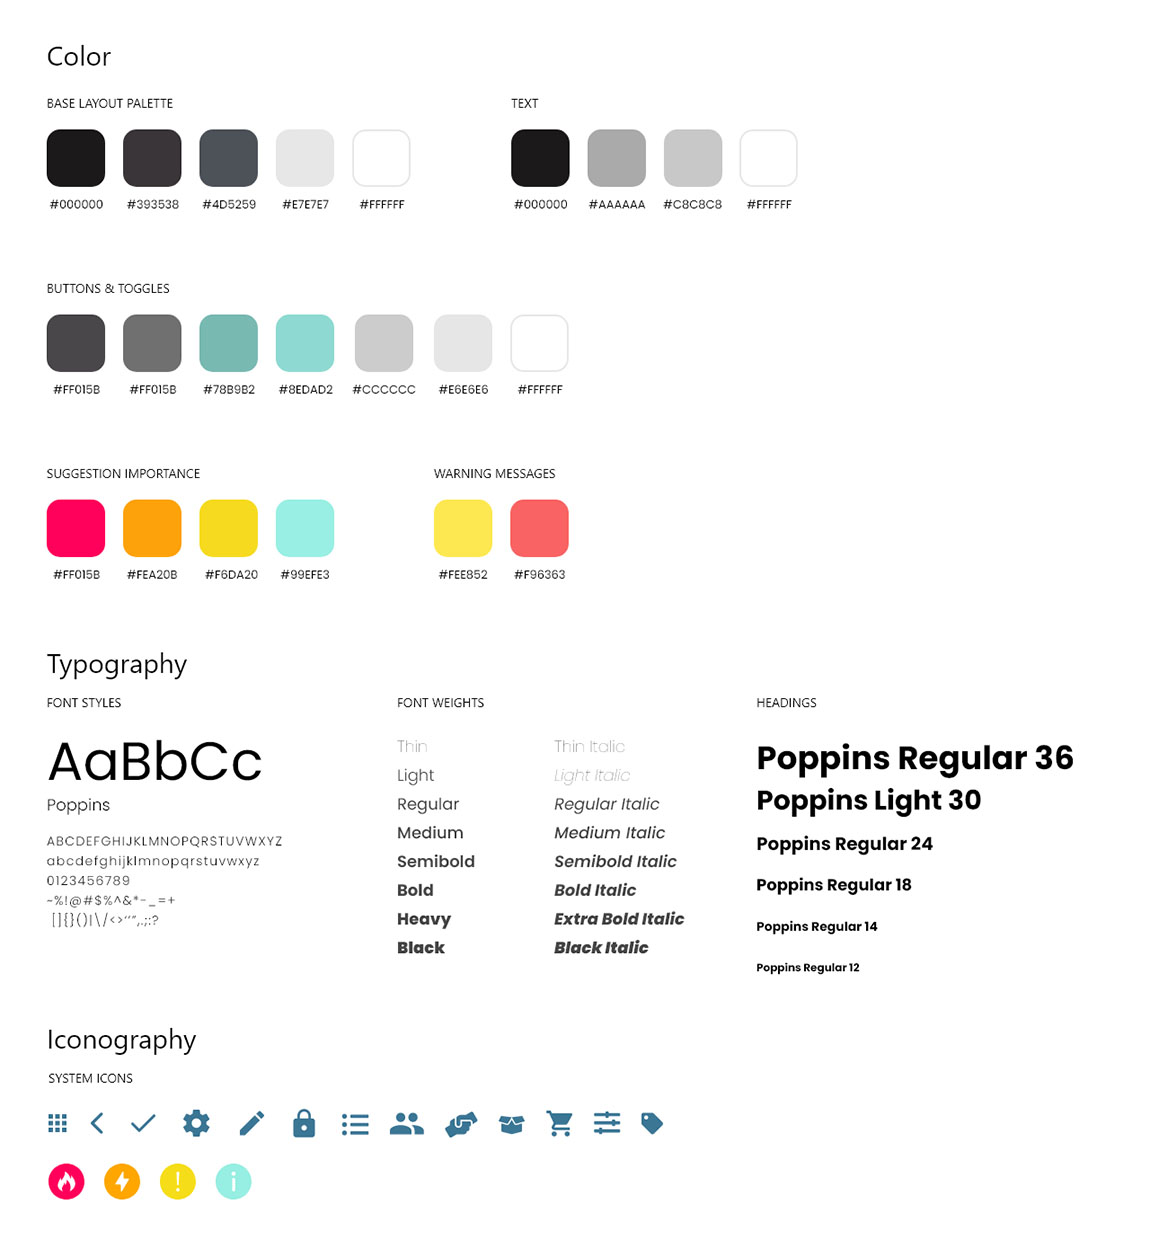 Color
BASE LAYOUT PALETTE
#000000 #393538 #4D5259 #E7E7E7 #FFFFFF
TEXT
#000000 #AAAAAA #C8C8C8 #FFFFFF
BUTTONS & TOGGLES
#FF015B #FF015B #78B9B2 #8EDAD2 #CCCCCC #E6E6E6 #FFFFFF
SUGGESTION IMPORTANCE
#FF015B #FEA20B #F6DA20 #99EFE3
WARNING MESSAGES
#FEE852 #F96363
Typography
FONT STYLES
AaBbCc
Poppins
ABCDEFGHIJKLMNOPQRSTUVWXYZ
abcdefghijklmnopqrstuvwxyz
0123456789
~%!@#$%^&*-_=+
[]{}()|\/<>‘’”,.;:?
FONT WEIGHTS
Thin
Light
Regular
Medium
Semibold
Bold
Heavy
Black
Thin Italic
Light Italic
Regular Italic
Medium Italic
Semibold Italic
Bold Italic
Extra Bold Italic
Black Italic
HEADINGS
Poppins Regular 36
Poppins Light 30
Poppins Regular 24
Poppins Regular 18
Poppins Regular 14
Poppins Regular 12
Iconography
SYSTEM ICONS